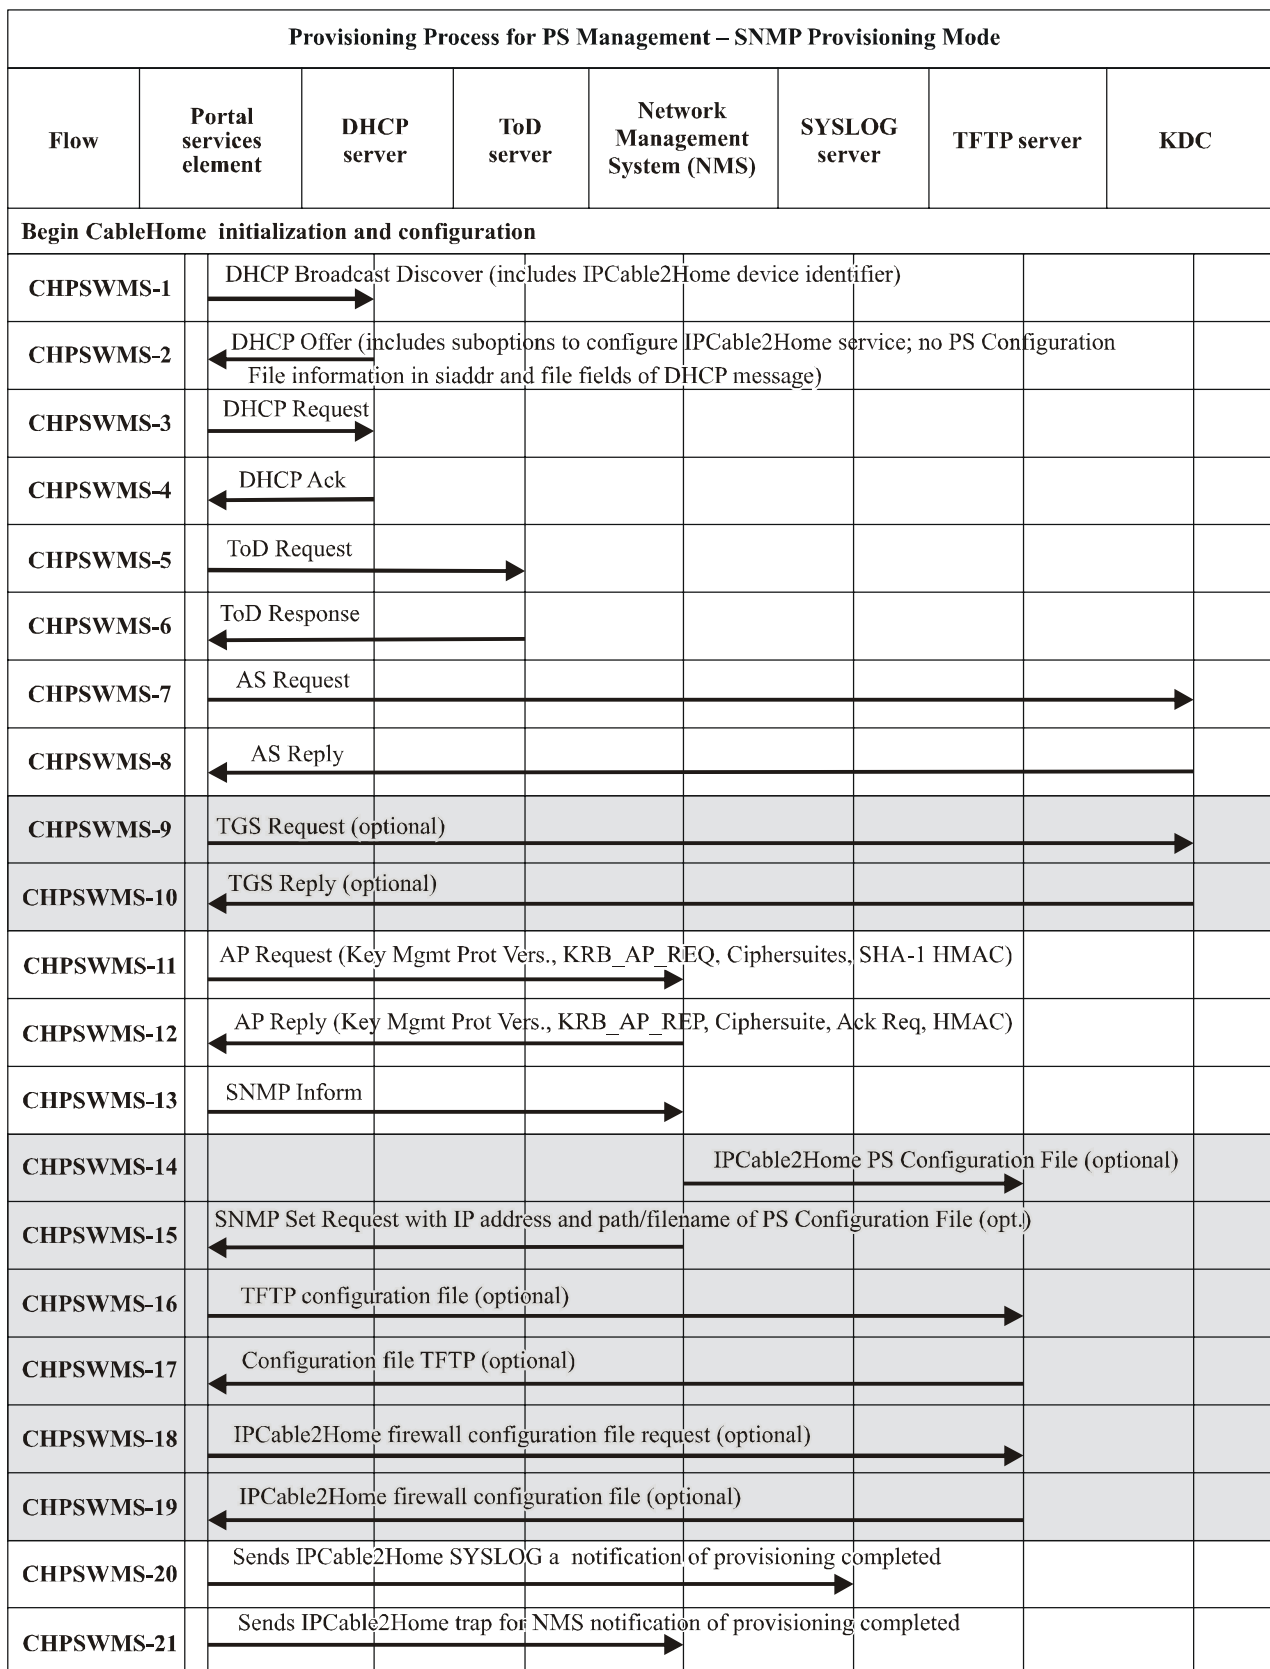 Provisioning Process for PS Management – SNMP Provisioning Mode
Flow
Portal
services
element
DHCP
server
ToD
server
Network
Management
System (NMS)
SYSLOG
server
TFTP server
KDC
Begin CableHome initialization and configuration
CHPSWMS-1
DHCP Broadcast Discover (includes IPCable2Home device identifier)
CHPSWMS-2
DHCP Offer (includes suboptions to configure IPCable2Home service; no PS Configuration
File information in siaddr and file fields of DHCP message)
CHPSWMS-3
DHCP Request
CHPSWMS-4
DHCP Ack
CHPSWMS-5
ToD Request
CHPSWMS-6
ToD Response
CHPSWMS-7
AS Request
CHPSWMS-8
AS Reply
CHPSWMS-9
TGS Request (optional)
CHPSWMS-10
TGS Reply (optional)
CHPSWMS-11
AP Request (Key Mgmt Prot Vers., KRB_AP_REQ, Ciphersuites, SHA-1 HMAC)
CHPSWMS-12
AP Reply (Key Mgmt Prot Vers., KRB_AP_REP, Ciphersuite, Ack Req, HMAC)
CHPSWMS-13
SNMP Inform
CHPSWMS-14
IPCable2Home PS Configuration File (optional)
CHPSWMS-15
SNMP Set Request with IP address and path/filename of PS Configuration File (opt.)
CHPSWMS-16
TFTP configuration file (optional)
CHPSWMS-17
Configuration file TFTP (optional)
CHPSWMS-18
IPCable2Home firewall configuration file request (optional)
CHPSWMS-19
IPCable2Home firewall configuration file (optional)
CHPSWMS-20
Sends IPCable2Home SYSLOG a notification of provisioning completed
CHPSWMS-21
Sends IPCable2Home trap for NMS notification of provisioning completed